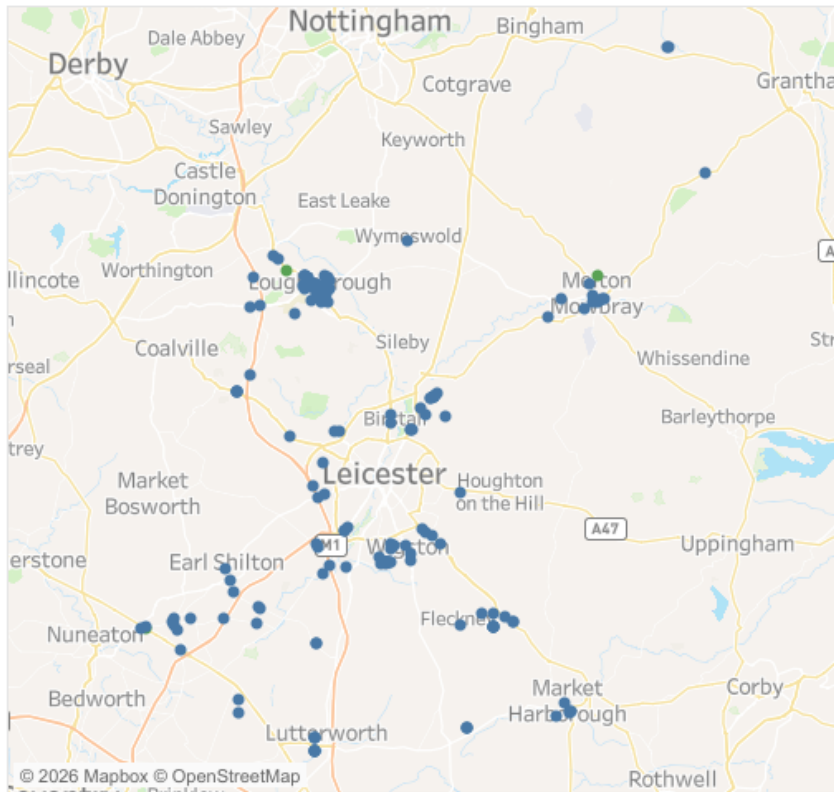 Nottingham
Bingham
Dale Abbey
Derby
Cotgrave
Grantha
Sawley
Keyworth
Castle
Donington
East Leake
Wymeswold
A
llincote
Worthington
Loughborough
Melton
Mowbray
n
Sileby
Str
Coalville
rseal
Whissendine
Birstall
Barleythorpe
trey
Leicester
Market
Bosworth
Houghton
on the Hill
A47
M1
Wigston
Uppingham
erstone
Earl Shilton
Fleckney
Nuneaton
Market
Harborough
Corby
Bedworth
Lutterworth
Rothwell
© 2026 Mapbox © OpenStreetMap